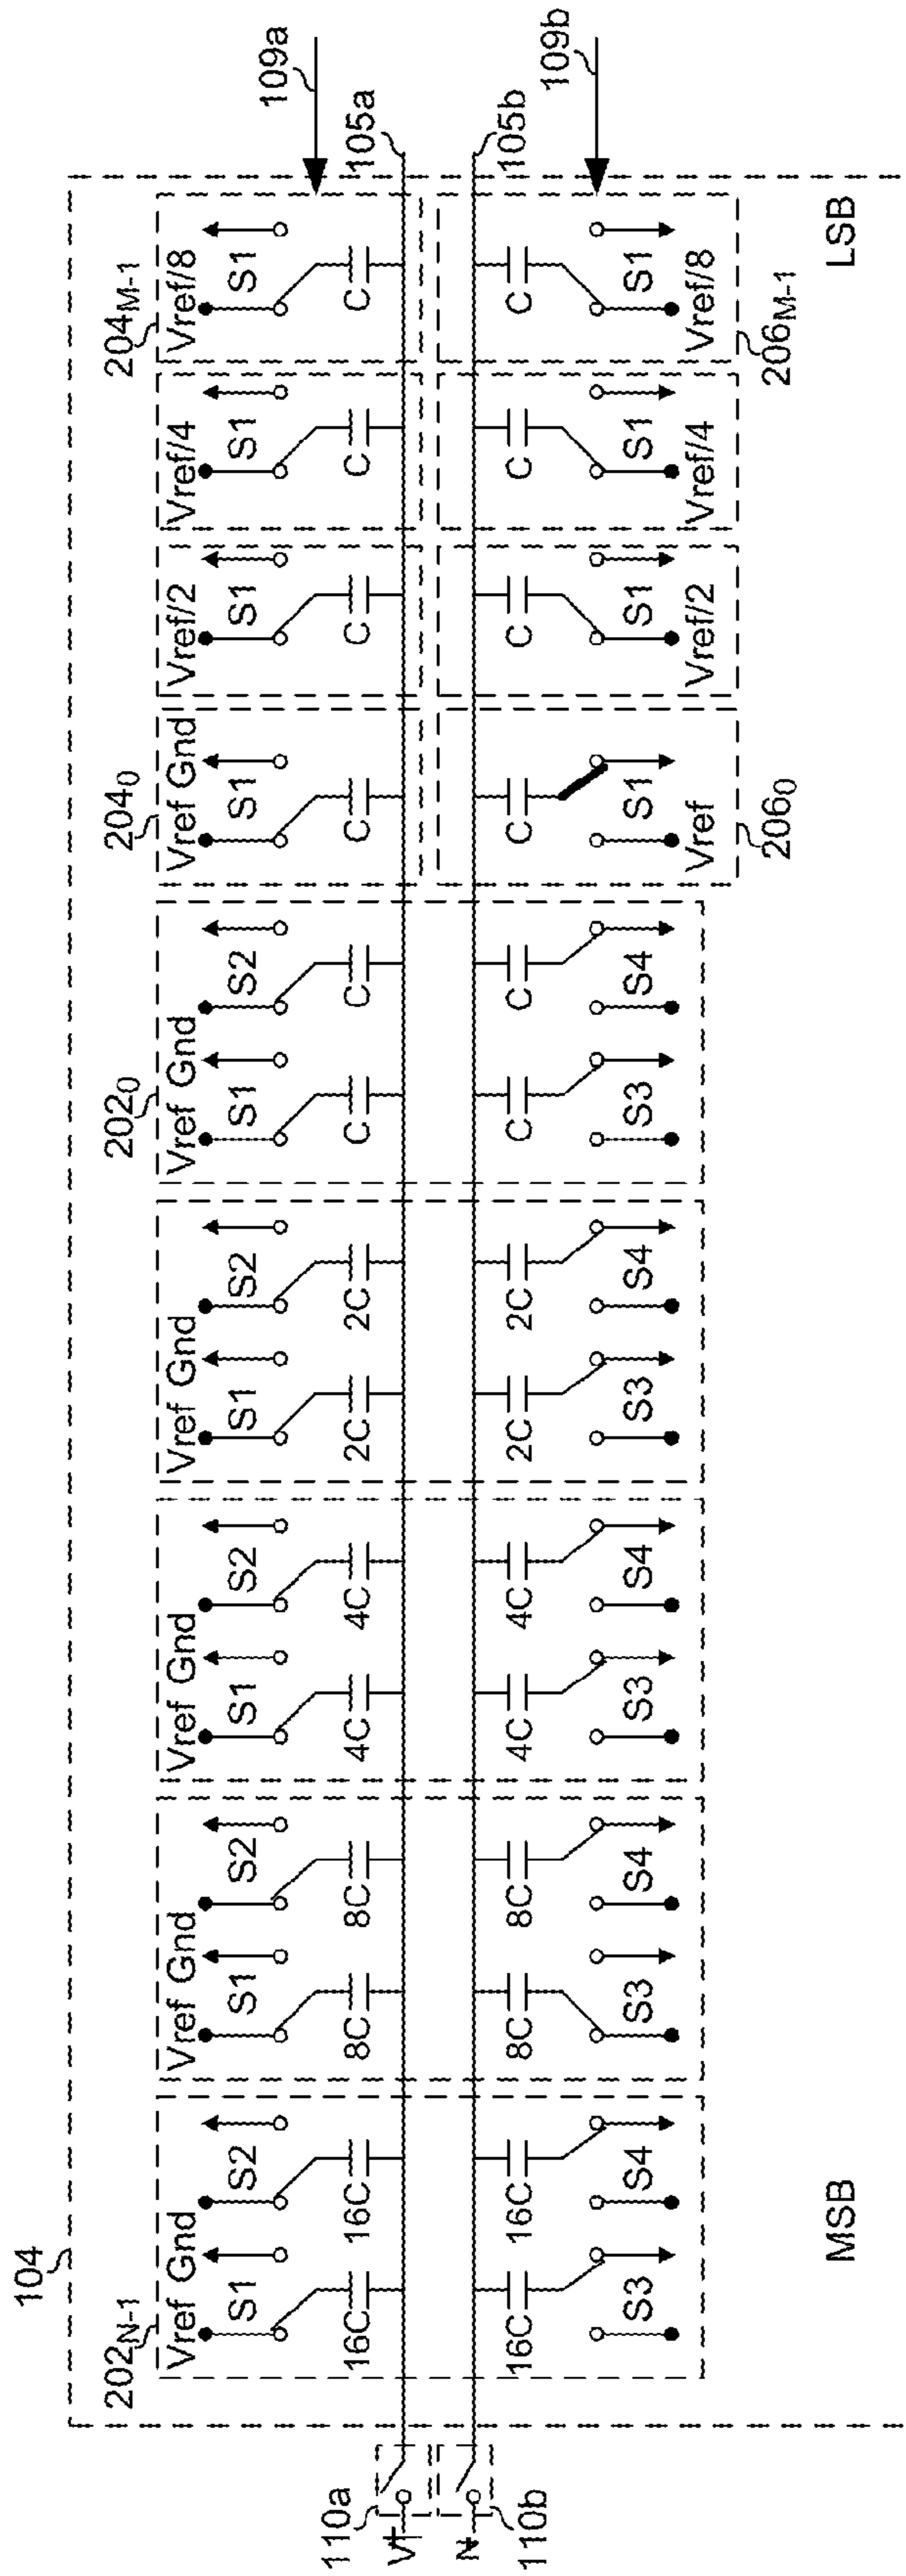 104
202N-1 2020 2040 204M-1
Vref Gnd Vref Gnd Vref Gnd Vref Gnd Vref Gnd Vref Gnd Vref/2 Vref/4 Vref/8
S1 S2 S1 S2 S1 S2 S1 S2 S1 S2 S1 S1 S1 S1
109a
110a 16C 16C 8C 8C 4C 4C 2C 2C C C C C C C
105a
V+
105b
16C 16C 8C 8C 4C 4C 2C 2C C C C C C C
110b
109b
S3 S4 S3 S4 S3 S4 S3 S4 S3 S4 S1 S1 S1 S1
Vref Vref/2 Vref/4 Vref/8
2060 206M-1
MSB LSB